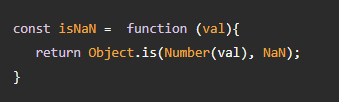 const isNaN =  function (val){
   return Object.is(Number(val), NaN);
}